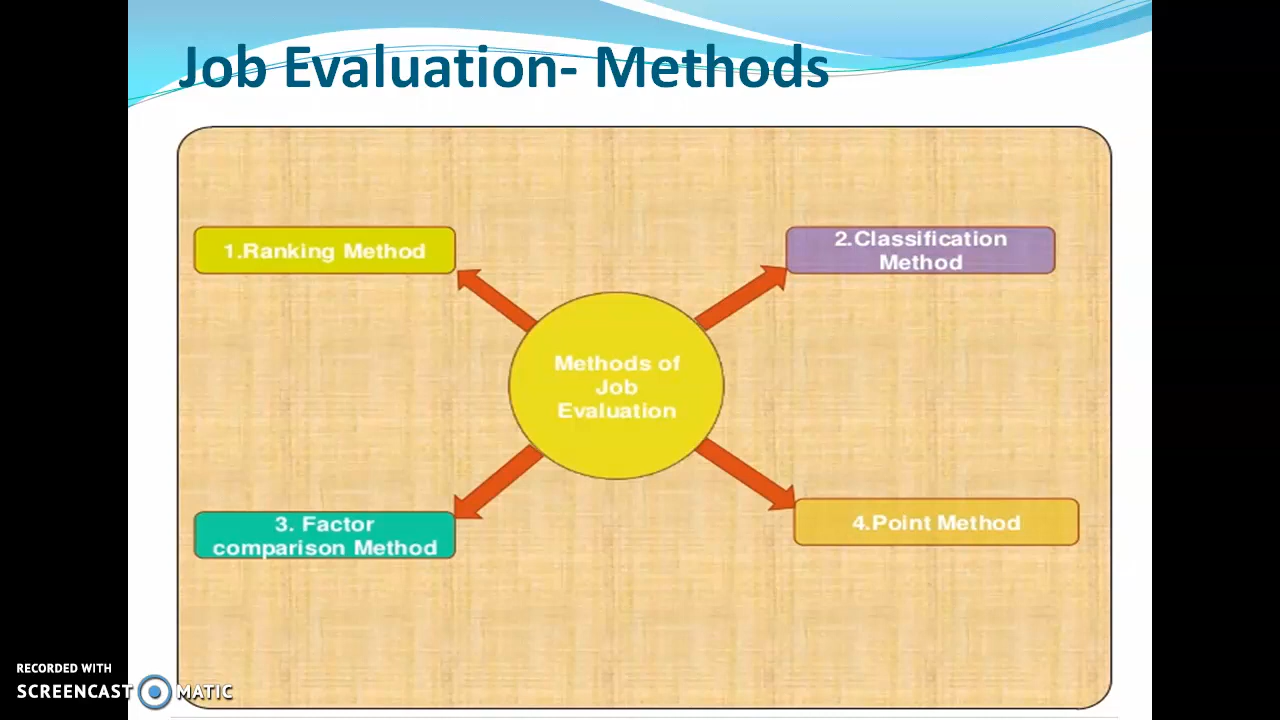 Job Evaluation- Methods
1.Ranking Method
2.Classification
Method
Methods of
Job
Evaluation
3. Factor
comparison Method
4.Point Method
RECORDED WITH
SCREENCAST MATIC